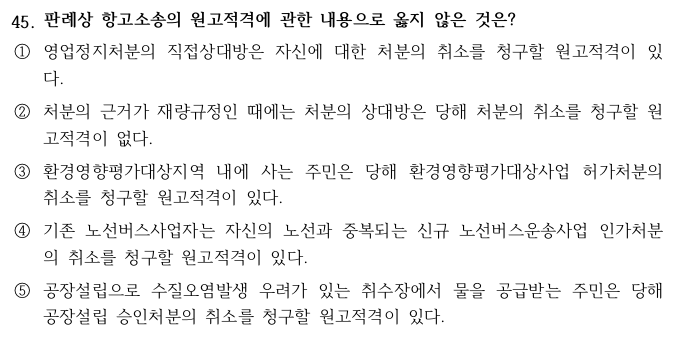 45. 판례상 항고소송의 원고적격에 관한 내용으로 옳지 않은 것은?
① 영업정지처분의 직접상대방은 자신에 대한 처분의 취소를 청구할 원고적격이 있
다.
② 처분의 근거가 재량규정인 때에는 처분의 상대방은 당해 처분의 취소를 청구할 원
고적격이 없다.
③ 환경영향평가대상지역 내에 사는 주민은 당해 환경영향평가대상사업 허가처분의
취소를 청구할 원고적격이 있다.
④ 기존 노선버스사업자는 자신의 노선과 중복되는 신규 노선버스운송사업 인가처분
의 취소를 청구할 원고적격이 있다.
⑤ 공장설립으로 수질오염발생 우려가 있는 취수장에서 물을 공급받는 주민은 당해
공장설립 승인처분의 취소를 청구할 원고적격이 있다.